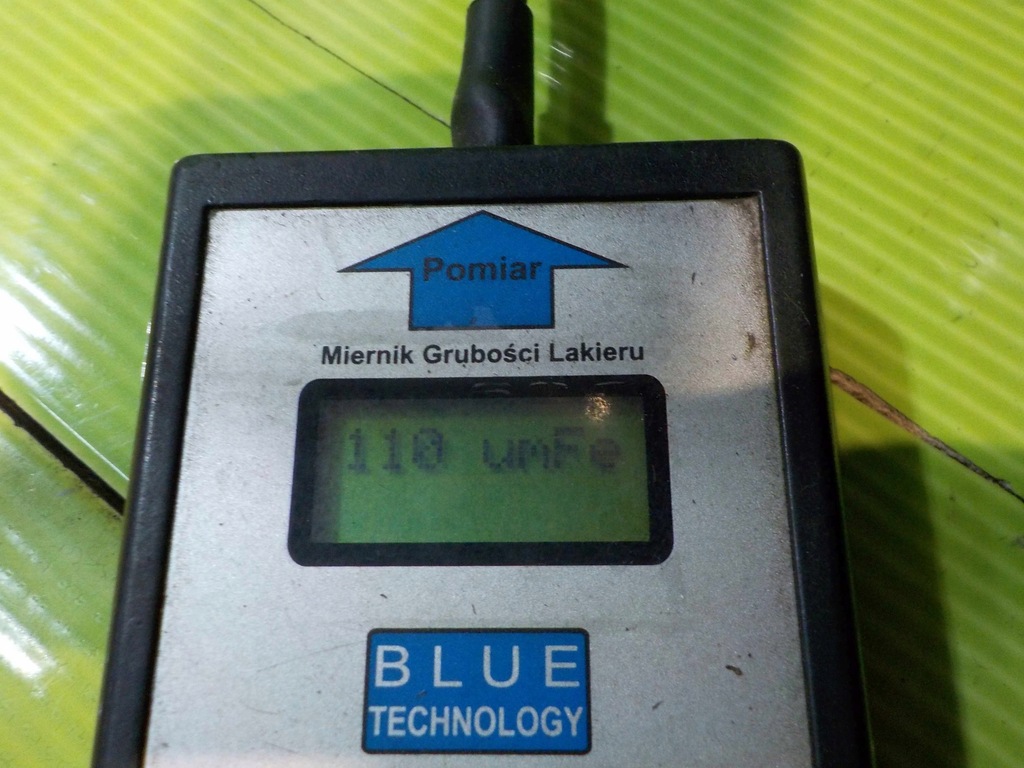 Pomiar
Miernik Grubości Lakieru
110 umFe
BLUE
TECHNOLOGY